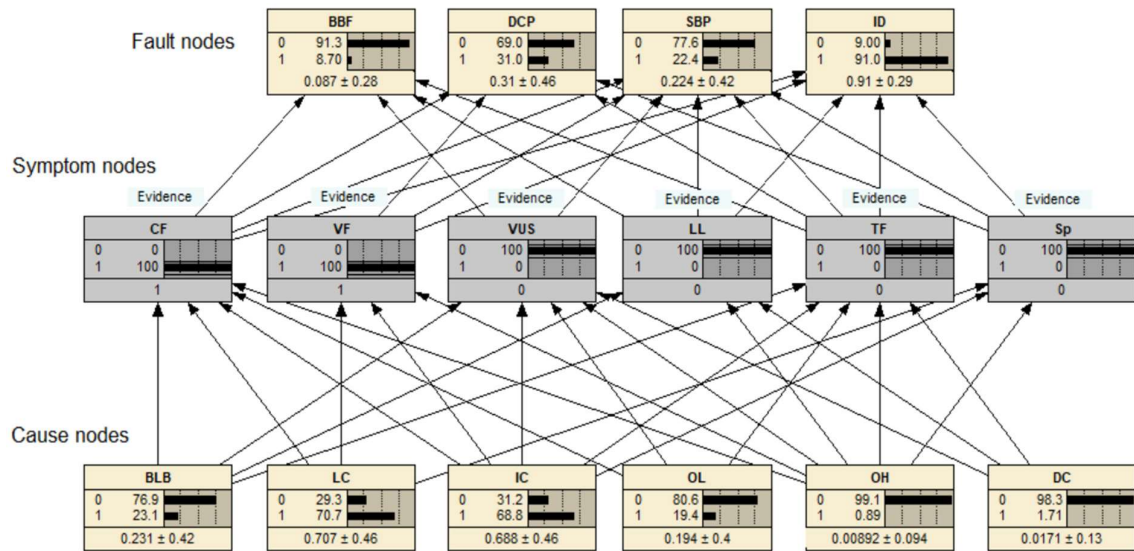 Fault nodes
BBF
0 91.3
1 8.70
0.087 ± 0.28
DCP
0 69.0
1 31.0
0.31 ± 0.46
SBP
0 77.6
1 22.4
0.224 ± 0.42
ID
0 9.00
1 91.0
0.91 ± 0.29
Symptom nodes
Evidence
CF
0 0
1 100
1
Evidence
VF
0 0
1 100
1
Evidence
VUS
0 100
1 0
0
Evidence
LL
0 100
1 0
0
Evidence
TF
0 100
1 0
0
Evidence
Sp
0 100
1 0
0
Cause nodes
BLB
0 76.9
1 23.1
0.231 ± 0.42
LC
0 29.3
1 70.7
0.707 ± 0.46
IC
0 31.2
1 68.8
0.688 ± 0.46
OL
0 80.6
1 19.4
0.194 ± 0.4
OH
0 99.1
1 0.89
0.00892 ± 0.094
DC
0 98.3
1 1.71
0.0171 ± 0.13